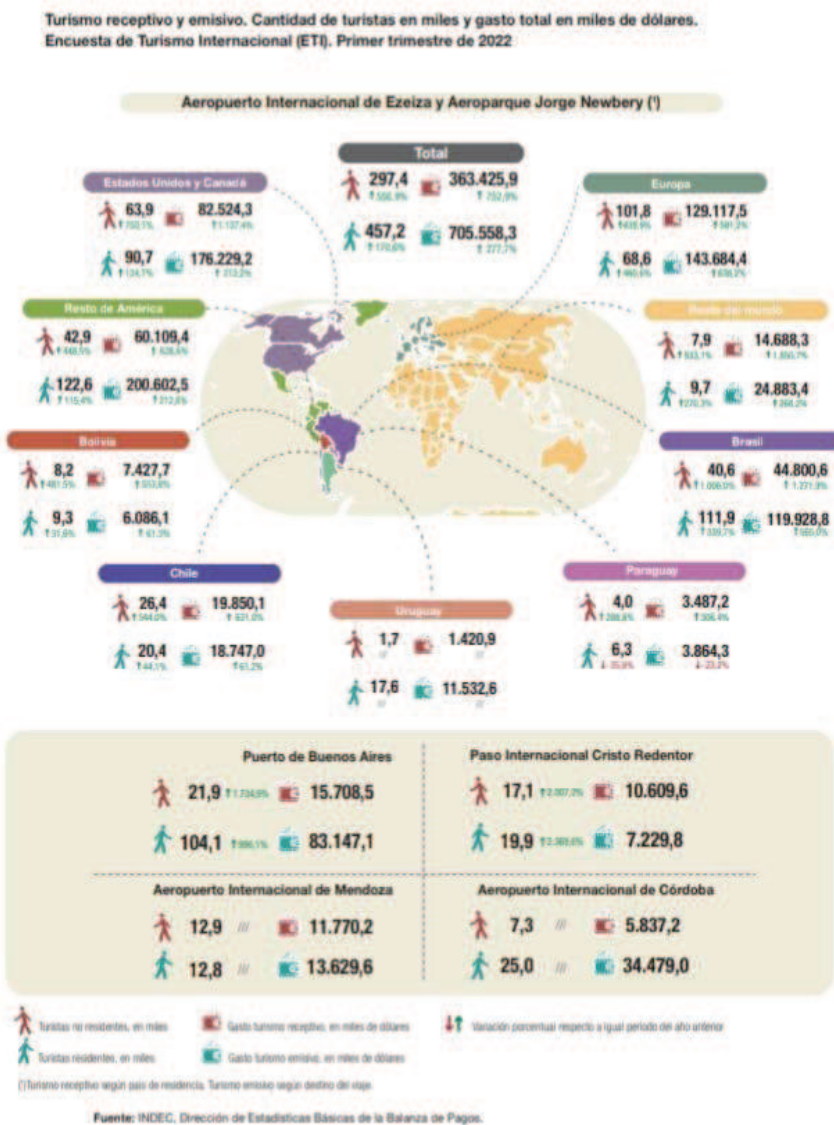 Turismo receptivo y emisivo. Cantidad de turistas en miles y gasto total en miles de dólares.
Encuesta de Turismo Internacional (ETI). Primer trimestre de 2022
Aeropuerto Internacional de Ezeiza y Aeroparque Jorge Newbery (¹)
Total
297,4 363.425,9
457,2 705.558,3
Estados Unidos y Canadá
63,9 82.524,3
90,7 176.229,2
Europa
101,8 129.117,5
68,6 143.684,4
Resto de América
42,9 60.109,4
122,6 200.602,5
Resto del mundo
7,9 14.688,3
9,7 24.883,4
Bolivia
8,2 7.427,7
9,3 6.086,1
Brasil
40,6 44.800,6
111,9 119.928,8
Chile
26,4 19.850,1
20,4 18.747,0
Uruguay
1,7 1.420,9
///  ///
17,6 11.532,6
///  ///
Paraguay
4,0 3.487,2
6,3 3.864,3
Puerto de Buenos Aires
21,9 15.708,5
104,1 83.147,1
Paso Internacional Cristo Redentor
17,1 10.609,6
19,9 7.229,8
Aeropuerto Internacional de Mendoza
12,9 /// 11.770,2
12,8 /// 13.629,6
Aeropuerto Internacional de Córdoba
7,3 /// 5.837,2
25,0 /// 34.479,0
Turistas no residentes, en miles
Gasto turismo receptivo, en miles de dólares
Variación porcentual respecto a igual período del año anterior
Turistas residentes, en miles
Gasto turismo emisivo, en miles de dólares
(¹)Turismo receptivo según país de residencia. Turismo emisivo según destino del viaje.
Fuente: INDEC, Dirección de Estadísticas Básicas de la Balanza de Pagos.